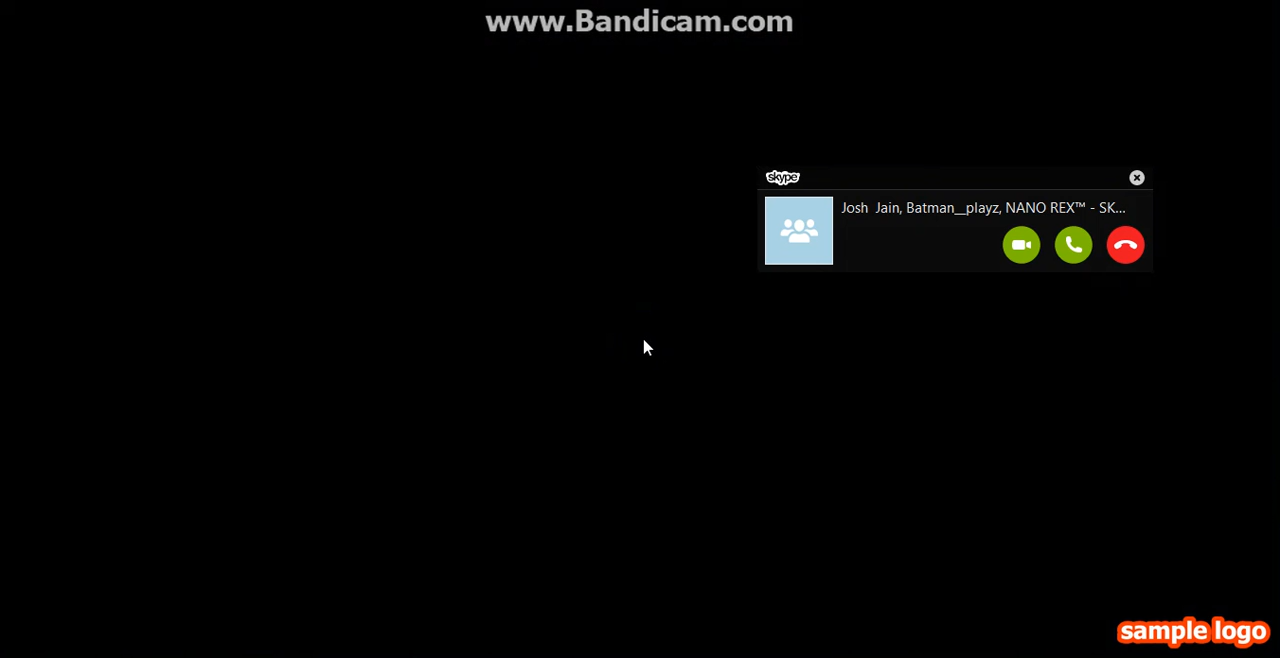 www.Bandicam.com
skype
Josh Jain, Batman__playz, NANO REX™ - SK...
sample logo